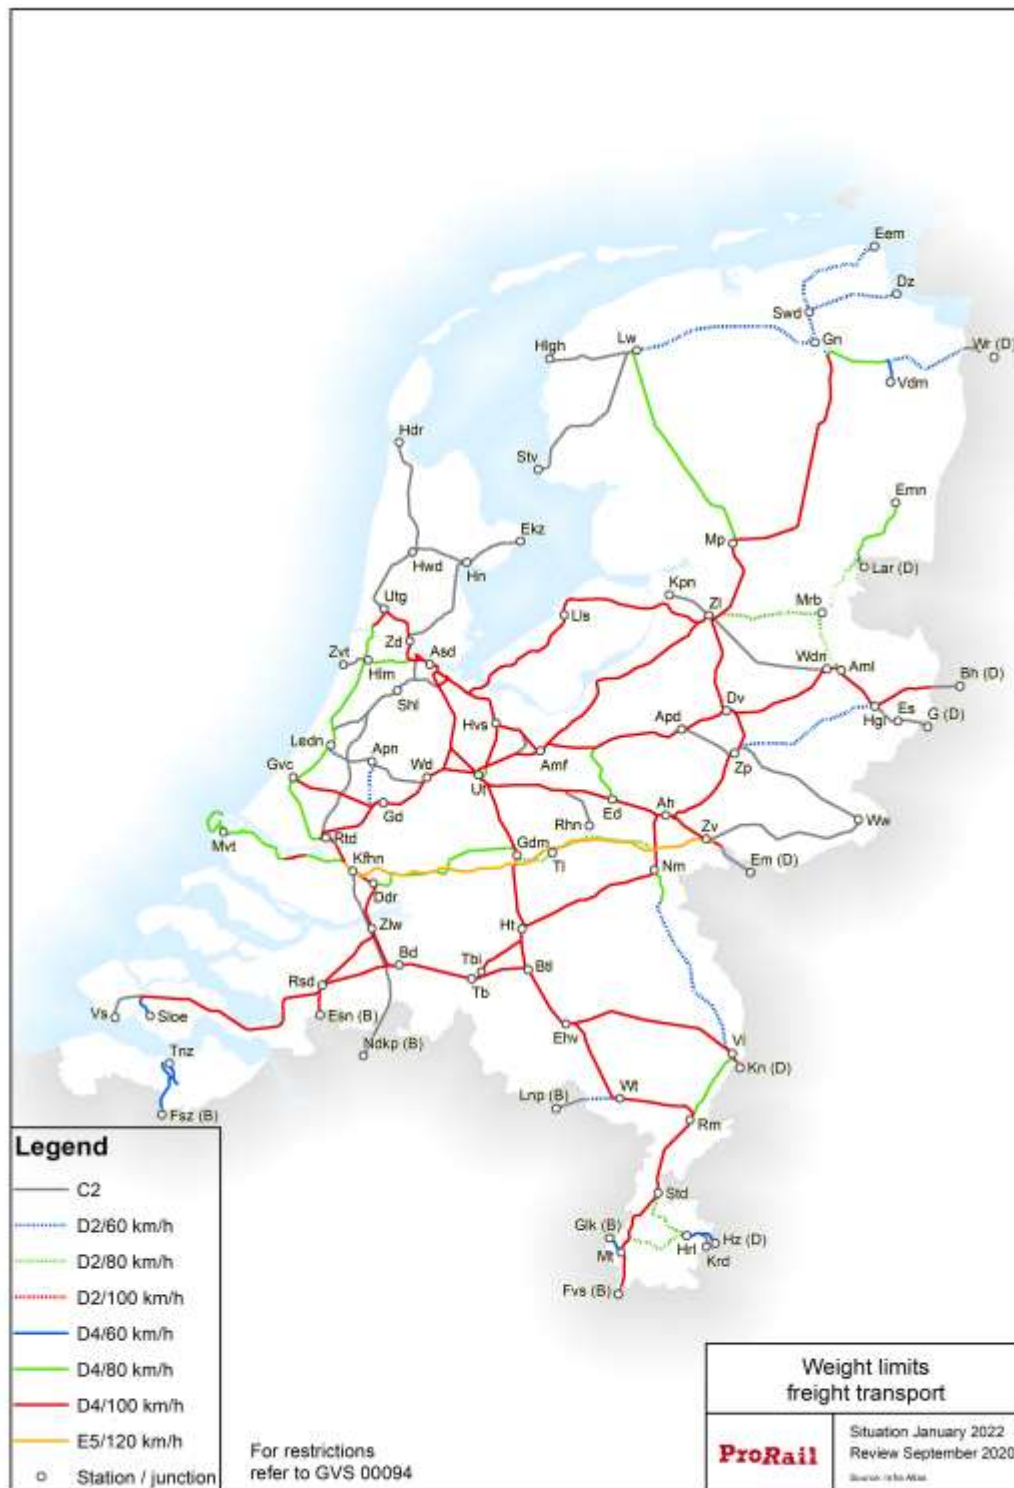 Eem
Dz
Swd
Gn
Lw
Hlgh
Wr (D)
Vdm
Hdr
Stv
Emn
Ekz
Mp
Hwd
Hn
Lar (D)
Kpn
Zl
Mrb
Utg
Lls
Zd
Asd
Zvt
Hlm
Wdn
Aml
Bh (D)
Shl
Dv
Es
G (D)
Hgl
Hvs
Apd
Ledn
Apn
Amf
Zp
Gvc
Wd
Ut
Gd
Ed
Ah
Ww
Rhn
Rtd
Mvt
Zv
Gdm
Kfhn
Tl
Em (D)
Nm
Ddr
Zlw
Ht
Bd
Tbi
Btl
Rsd
Tb
Vs
Sloe
Esn (B)
Ehv
Ndkp (B)
Tnz
Vl
Kn (D)
Lnp (B)
Wt
Fsz (B)
Rm
Std
Glk (B)
Hz (D)
Hrl
Mt
Krd
Fvs (B)
Legend
C2
D2/60 km/h
D2/80 km/h
D2/100 km/h
D4/60 km/h
D4/80 km/h
D4/100 km/h
E5/120 km/h
Station / junction
For restrictions
refer to GVS 00094
Weight limits
freight transport
ProRail
Situation January 2022
Review September 2020
Source: Infra Atlas